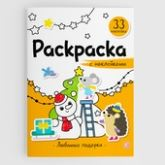 33
наклейки
Раскраска
с наклейками
Любимые подарки